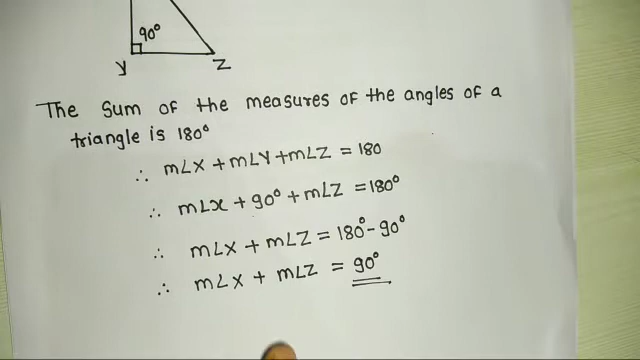 90°
Y Z
The sum of the measures of the angles of a
triangle is 180°
∴ m∠X + m∠Y + m∠Z = 180
∴ m∠x + 90° + m∠Z = 180°
∴ m∠X + m∠Z = 180° - 90°
∴ m∠X + m∠Z = 90°